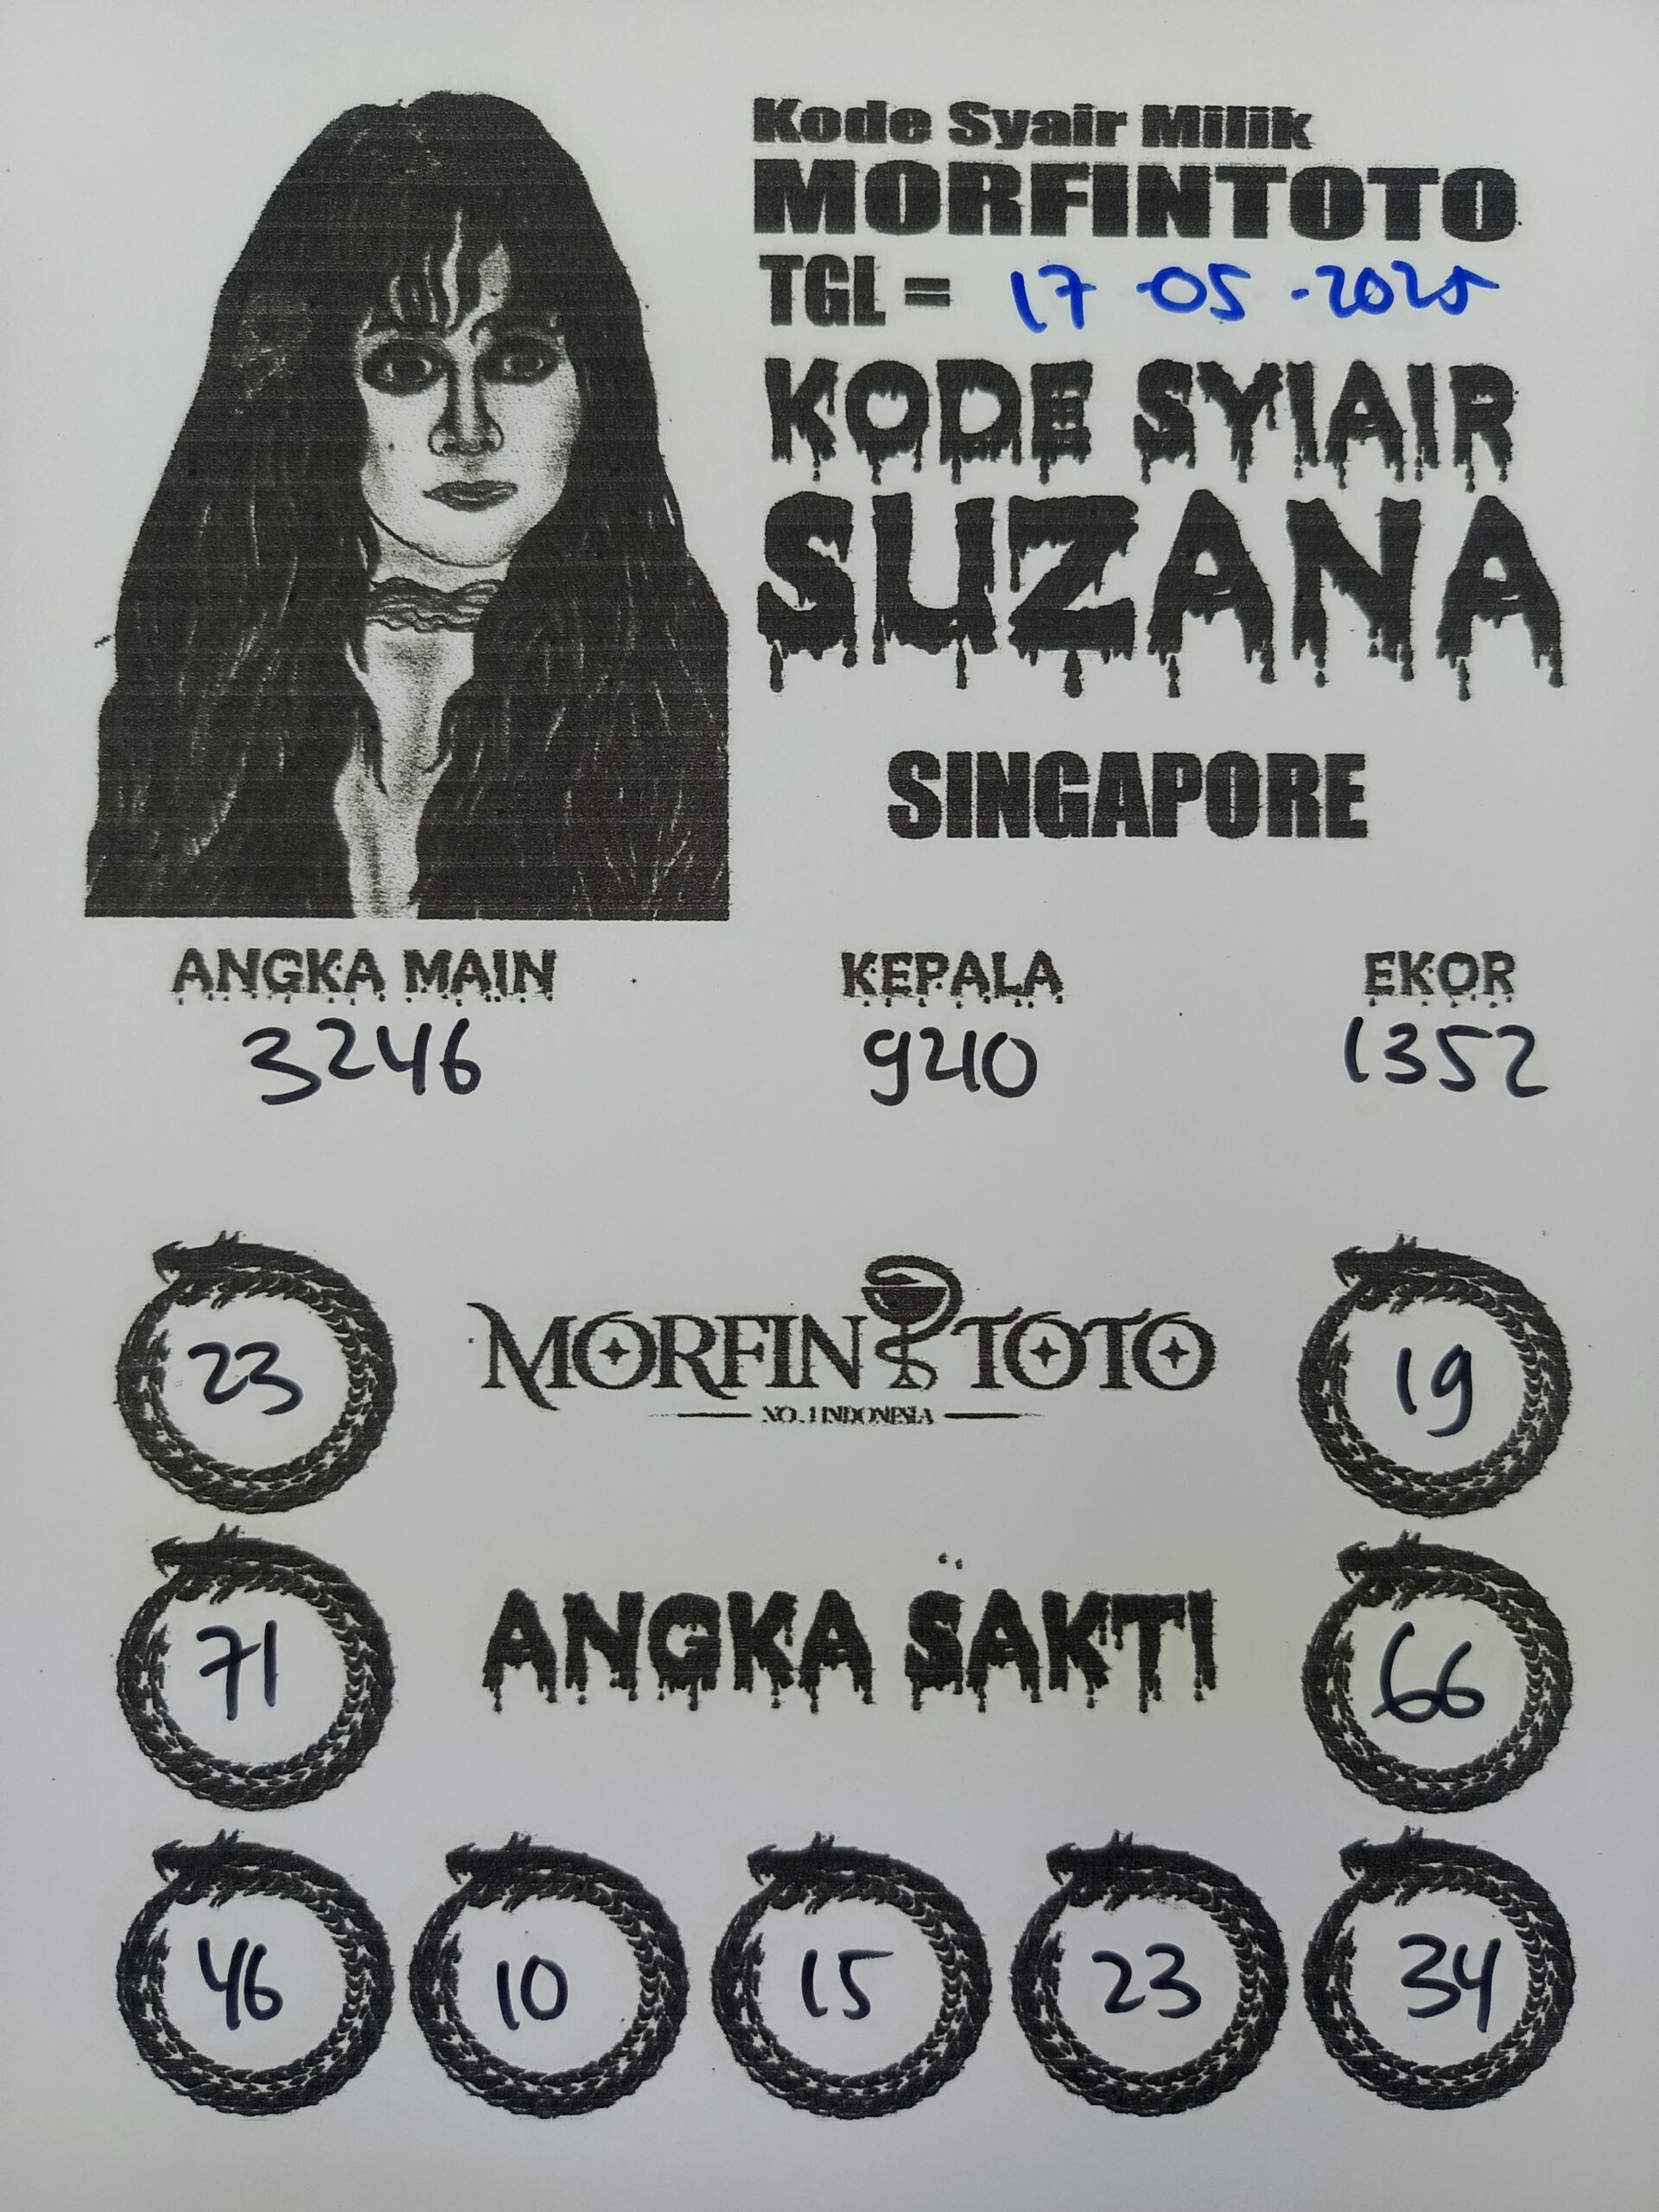 Kode Syair Milik
MORFINTOTO
TGL = 17-05-2025
KODE SYIAIR
SUZANA
SINGAPORE
ANGKA MAIN KEPALA EKOR
3246 940 1352
23 MORFIN TOTO 19
NO.1 INDONESIA
71 ANGKA SAKTI 66
46 10 15 23 34